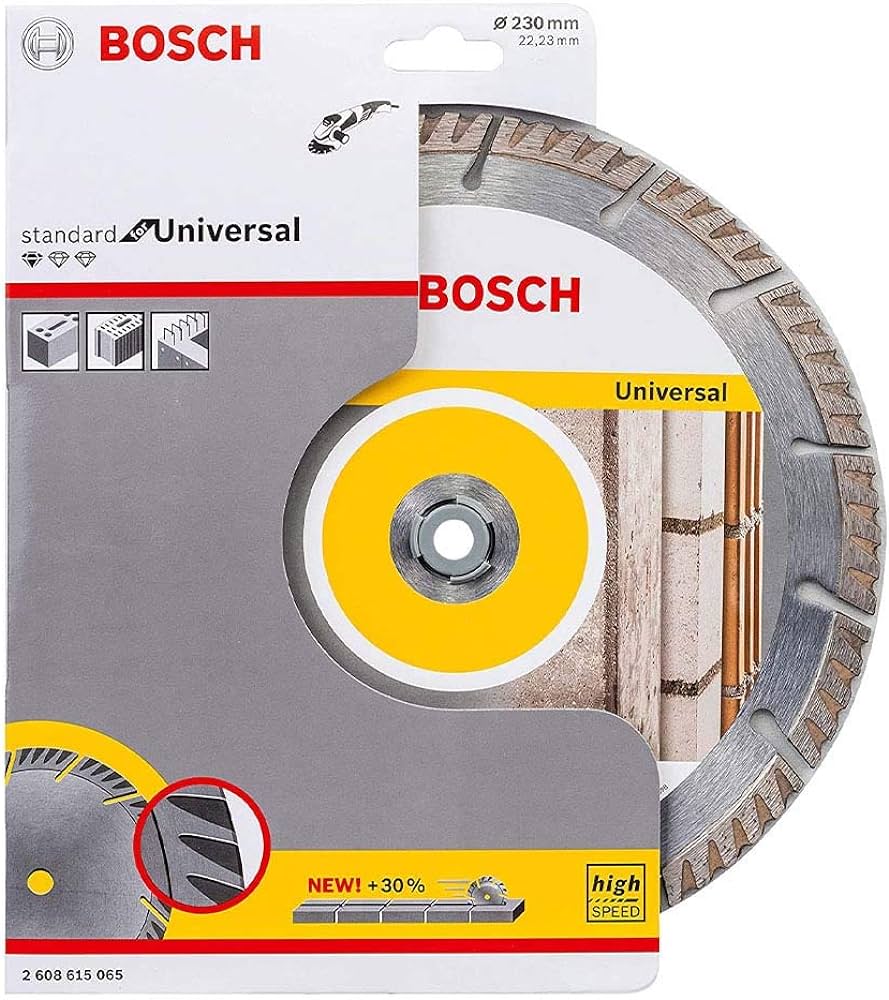 BOSCH
Ø 230 mm
22,23 mm
standard for Universal
BOSCH
Universal
NEW! +30%
high
SPEED
2 608 615 065